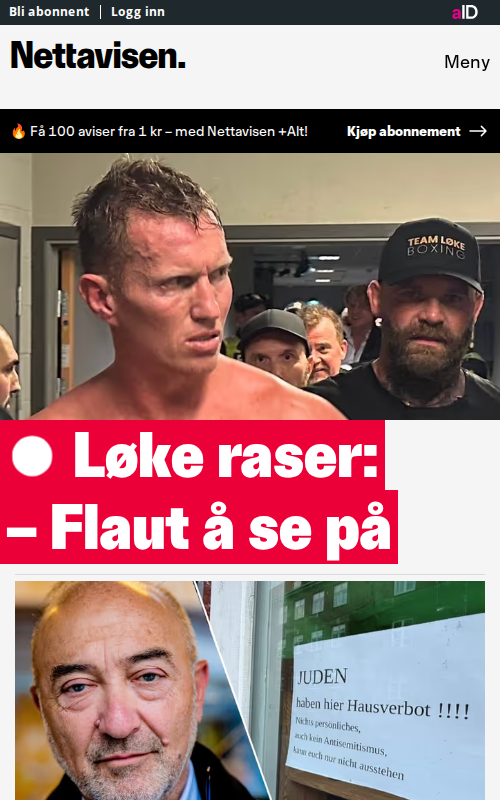 Bli abonnent
Logg inn
aID
Nettavisen.
Meny
🔥 Få 100 aviser fra 1 kr – med Nettavisen +Alt!
Kjøp abonnement →
TEAM LØKE
BOXING
Løke raser:
– Flaut å se på
JUDEN
haben hier Hausverbot !!!!
Nichts persönliches,
auch kein Antisemitismus,
kann euch nur nicht ausstehen